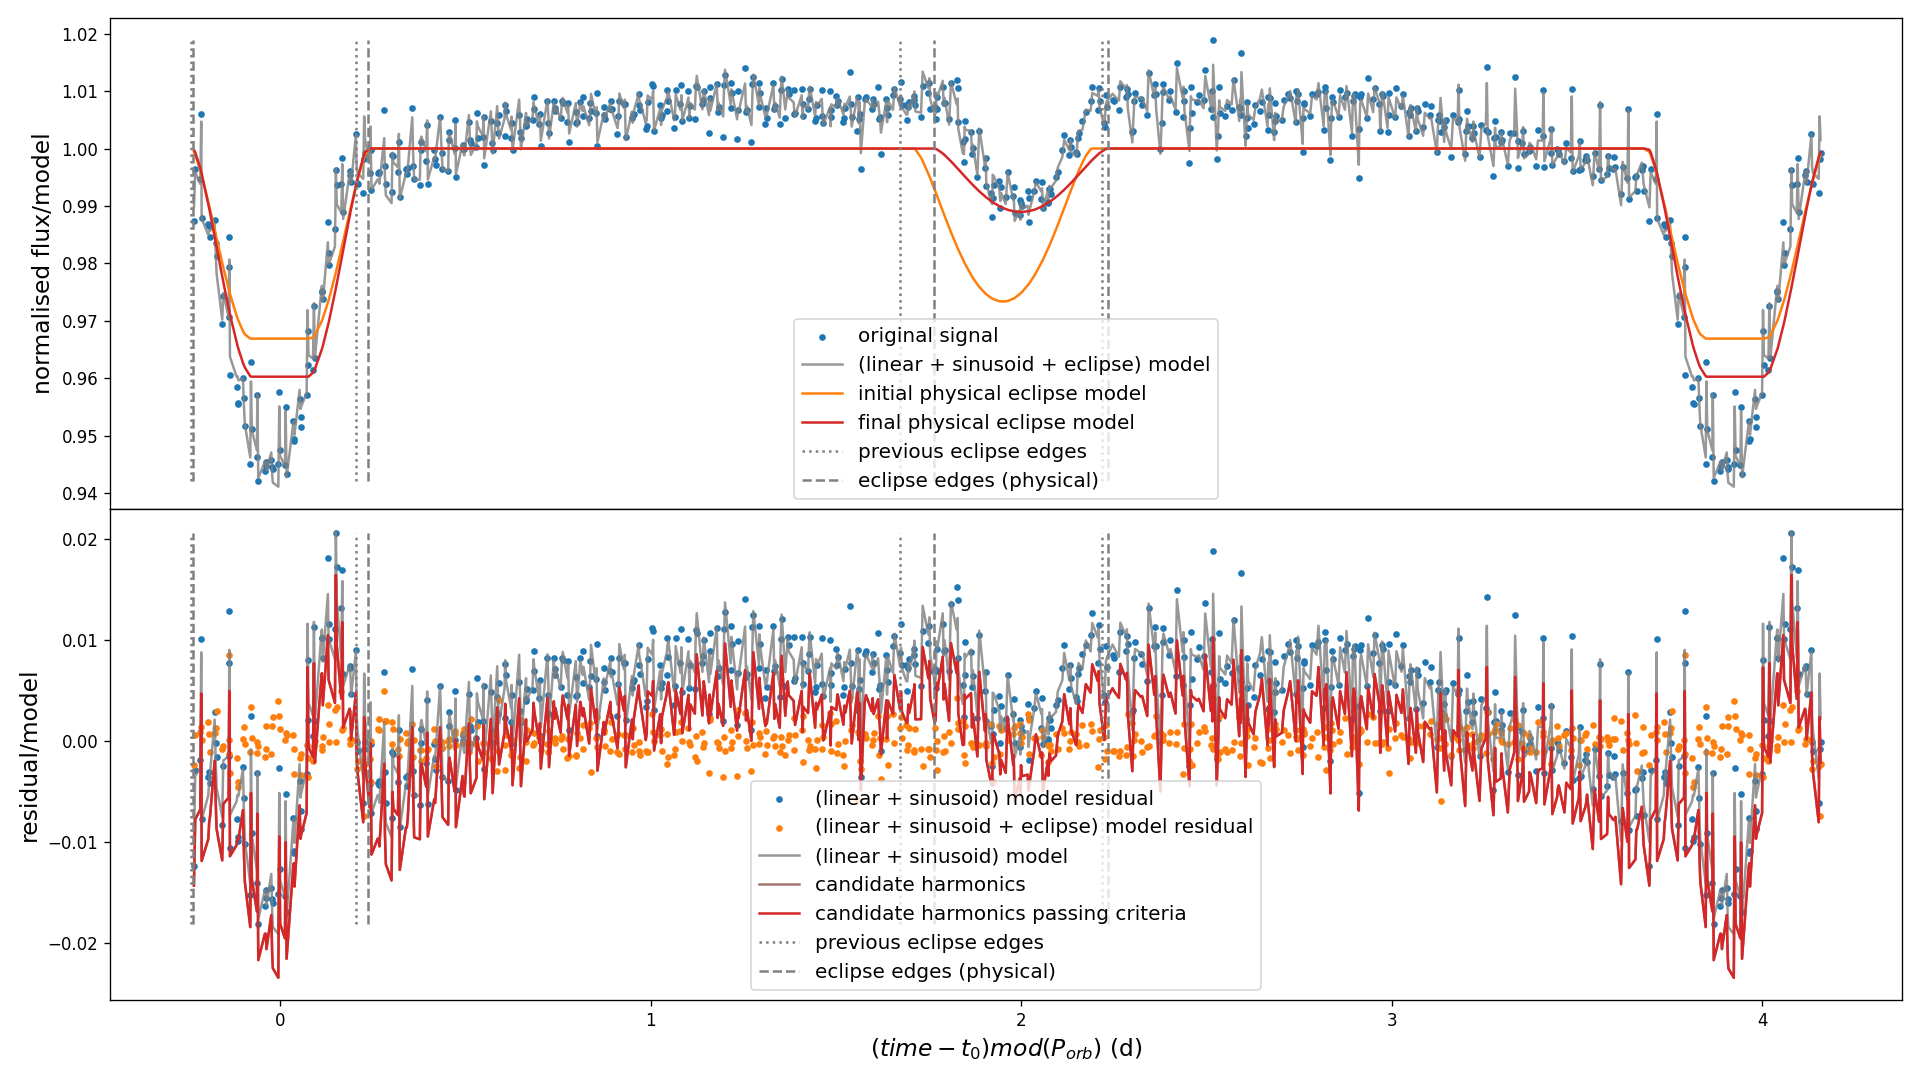 1.02
1.01
1.00
0.99
0.98
0.97
0.96
0.95
0.94
normalised flux/model
original signal
(linear + sinusoid + eclipse) model
initial physical eclipse model
final physical eclipse model
previous eclipse edges
eclipse edges (physical)
0.02
0.01
0.00
−0.01
−0.02
residual/model
(linear + sinusoid) model residual
(linear + sinusoid + eclipse) model residual
(linear + sinusoid) model
candidate harmonics
candidate harmonics passing criteria
previous eclipse edges
eclipse edges (physical)
0 1 2 3 4
(time − t₀)mod(Pₒᵣb) (d)